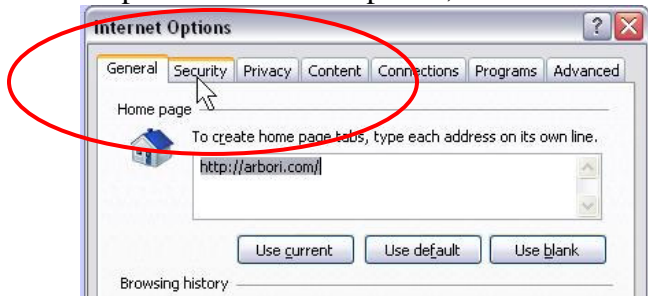 Internet Options
General Security Privacy Content Connections Programs Advanced
Home page
To create home page tabs, type each address on its own line.
http://arbori.com/
Use current Use default Use blank
Browsing history